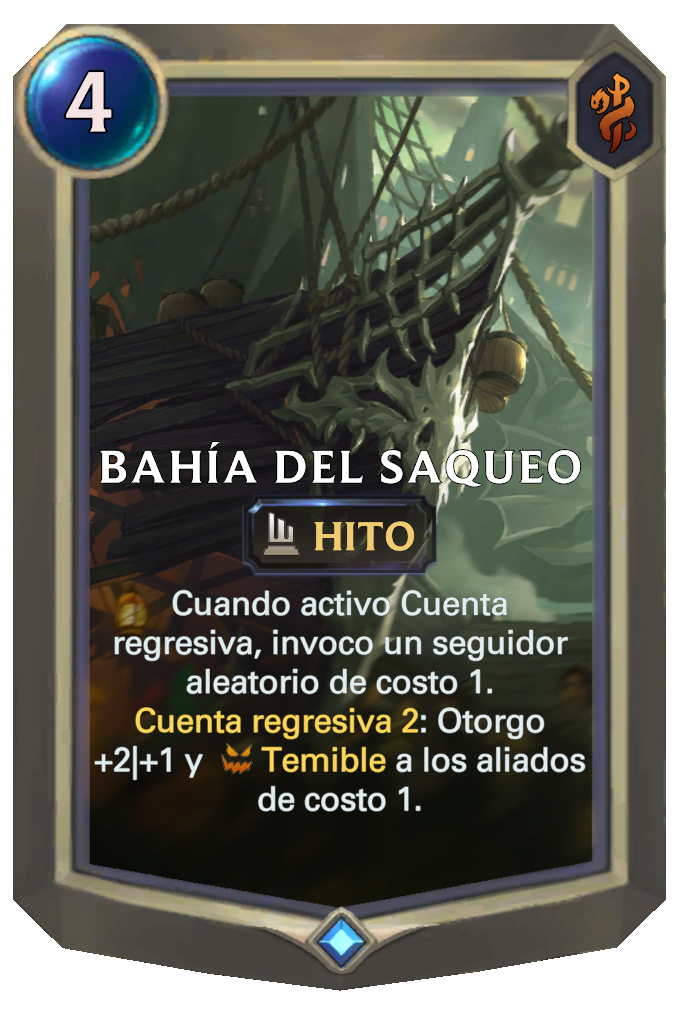 4
BAHÍA DEL SAQUEO
HITO
Cuando activo Cuenta
regresiva, invoco un seguidor
aleatorio de costo 1.
Cuenta regresiva 2: Otorgo
+2|+1 y Temible a los aliados
de costo 1.